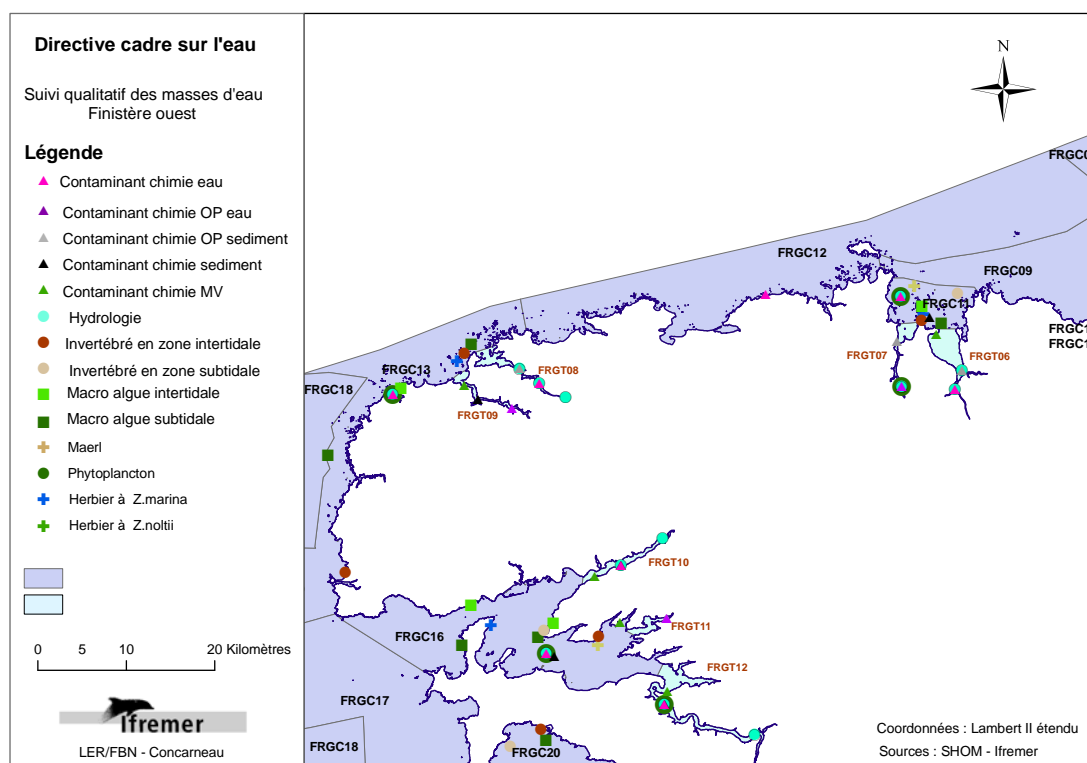 Directive cadre sur l'eau
Suivi qualitatif des masses d'eau
Finistère ouest
Légende
Contaminant chimie eau
Contaminant chimie OP eau
Contaminant chimie OP sediment
Contaminant chimie sediment
Contaminant chimie MV
Hydrologie
Invertébré en zone intertidale
Invertébré en zone subtidale
Macro algue intertidale
Macro algue subtidale
Maerl
Phytoplancton
Herbier à Z.marina
Herbier à Z.noltii
0 5 10 20 Kilomètres
Ifremer
LER/FBN - Concarneau
N
FRGC0
FRGC12
FRGC09
FRGC11
FRGC1
FRGC1
FRGT07
FRGT06
FRGC13
FRGT08
FRGC18
FRGT09
FRGT10
FRGT11
FRGC16
FRGT12
FRGC17
FRGC18
FRGC20
Coordonnées : Lambert II étendu
Sources : SHOM - Ifremer